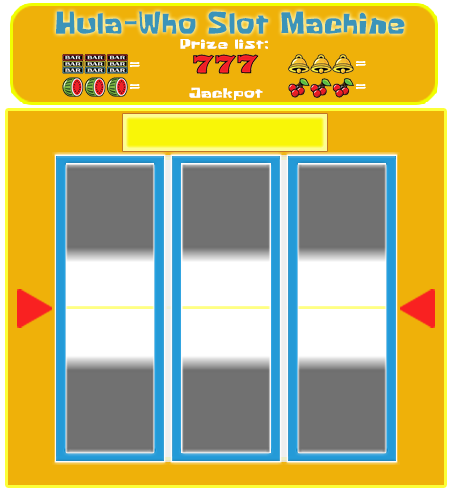 Hula-Who Slot Machine
Prize list:
BAR BAR BAR
BAR BAR BAR
BAR BAR BAR
=
777
=
=
Jackpot
=